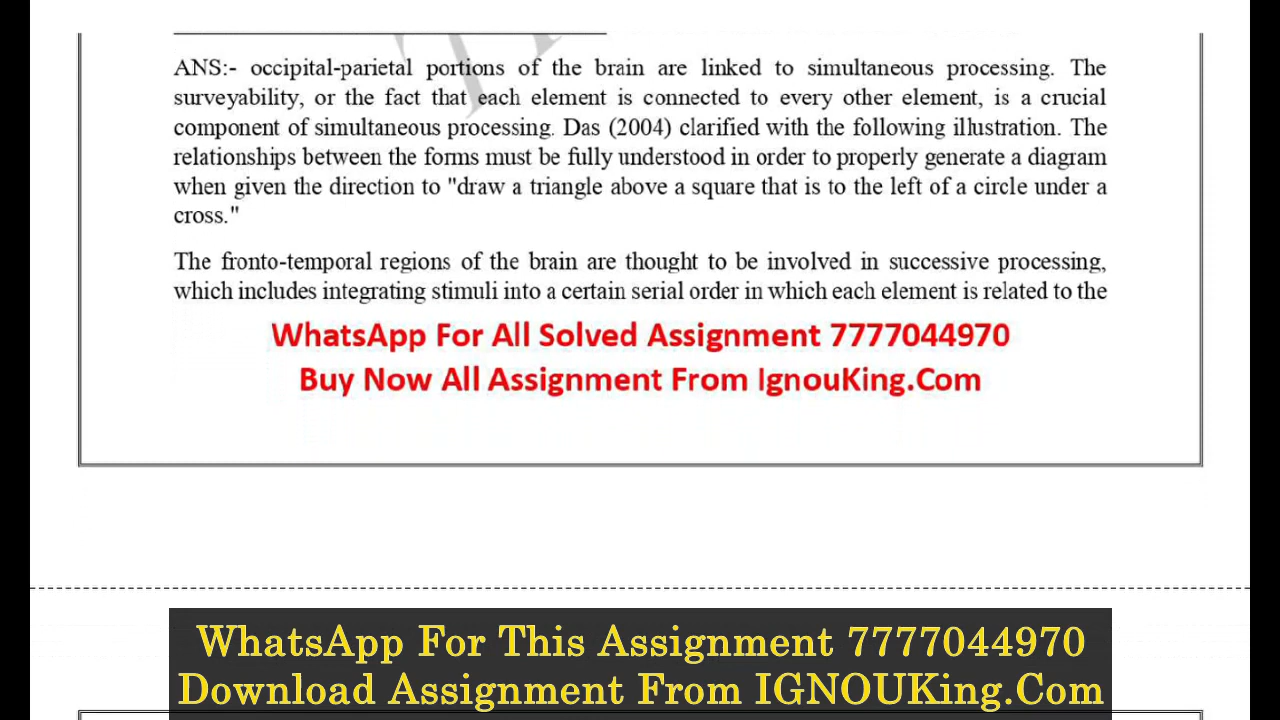 ANS:- occipital-parietal portions of the brain are linked to simultaneous processing. The
surveyability, or the fact that each element is connected to every other element, is a crucial
component of simultaneous processing. Das (2004) clarified with the following illustration. The
relationships between the forms must be fully understood in order to properly generate a diagram
when given the direction to "draw a triangle above a square that is to the left of a circle under a
cross."
The fronto-temporal regions of the brain are thought to be involved in successive processing,
which includes integrating stimuli into a certain serial order in which each element is related to the
WhatsApp For All Solved Assignment 7777044970
Buy Now All Assignment From IgnouKing.Com
WhatsApp For This Assignment 7777044970
Download Assignment From IGNOUKing.Com